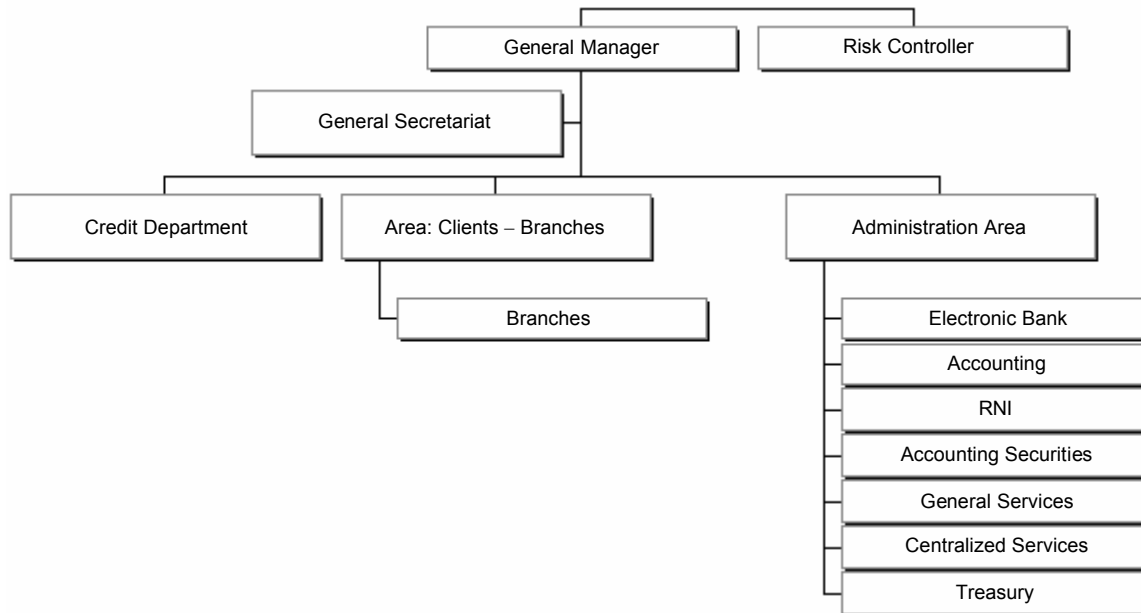 General Manager
Risk Controller
General Secretariat
Credit Department
Area: Clients – Branches
Administration Area
Branches
Electronic Bank
Accounting
RNI
Accounting Securities
General Services
Centralized Services
Treasury